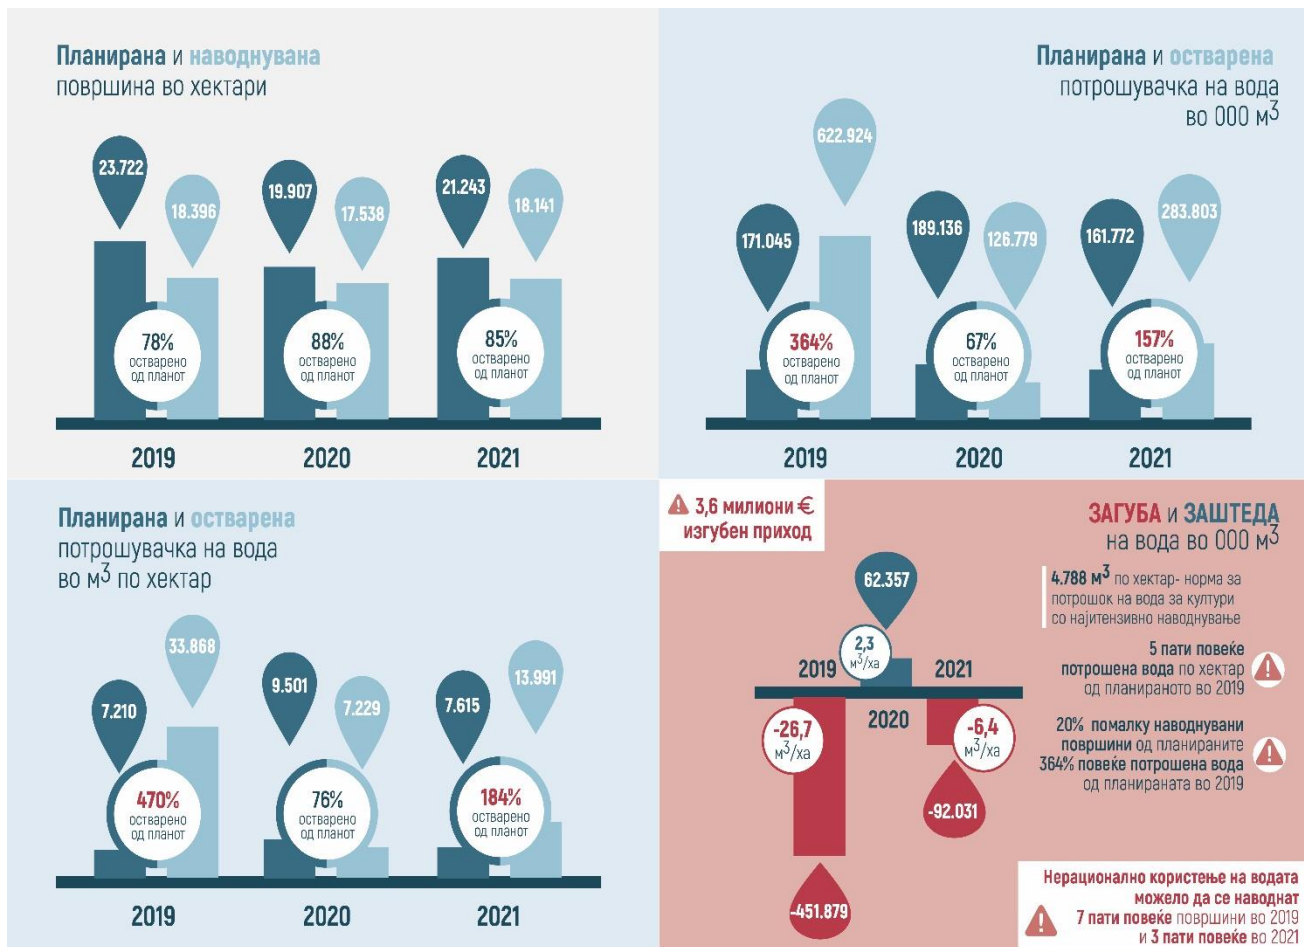 Планирана и наводнувана
површина во хектари
23.722
18.396
19.907
17.538
21.243
18.141
78%
остварено
од планот
88%
остварено
од планот
85%
остварено
од планот
2019
2020
2021
Планирана и остварена
потрошувачка на вода
во 000 м³
171.045
622.924
189.136
126.779
161.772
283.803
364%
остварено
од планот
67%
остварено
од планот
157%
остварено
од планот
2019
2020
2021
Планирана и остварена
потрошувачка на вода
во м³ по хектар
7.210
33.868
9.501
7.229
7.615
13.991
470%
остварено
од планот
76%
остварено
од планот
184%
остварено
од планот
2019
2020
2021
3,6 милиони €
изгубен приход
ЗАГУБА и ЗАШТЕДА
на вода во 000 м³
62.357
2,3
м³/ха
2019
2021
2020
-26,7
м³/ха
-6,4
м³/ха
-92.031
-451.879
4.788 м³ по хектар- норма за
потрошок на вода за култури
со најитензивно наводнување
5 пати повеќе
потрошена вода по хектар
од планираното во 2019
20% помалку наводнувани
површини од планираните
364% повеќе потрошена вода
од планираната во 2019
Нерационално користење на водата
можело да се наводнат
7 пати повеќе површини во 2019
и 3 пати повеќе во 2021